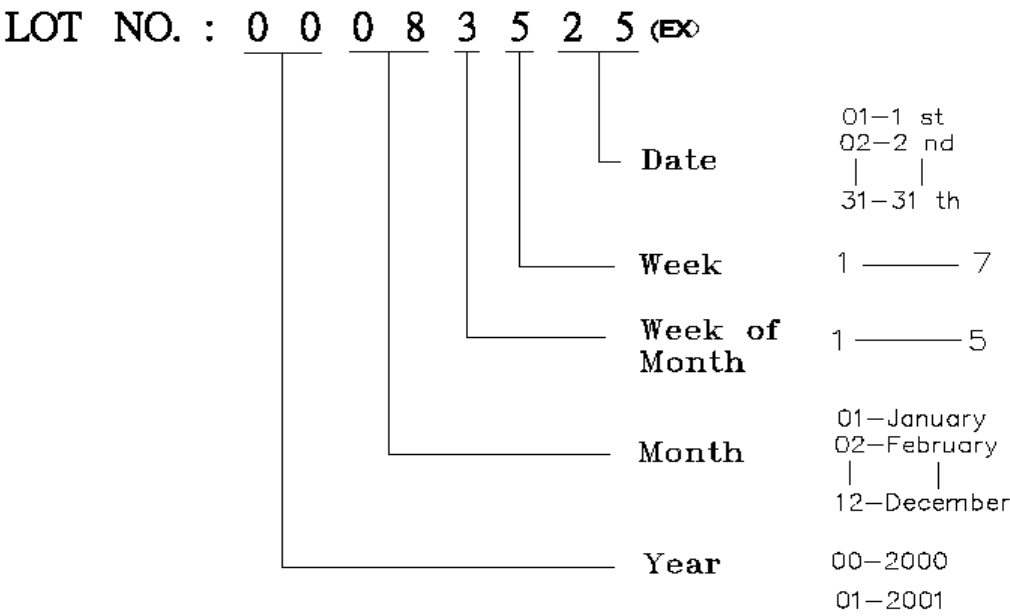 LOT NO. : 0 0 0 8 3 5 2 5 (EX)
01-1 st
02-2 nd
Date
31-31 th
Week 1 7
Week of
Month 1 5
01-January
02-February
Month
12-December
Year 00-2000
01-2001